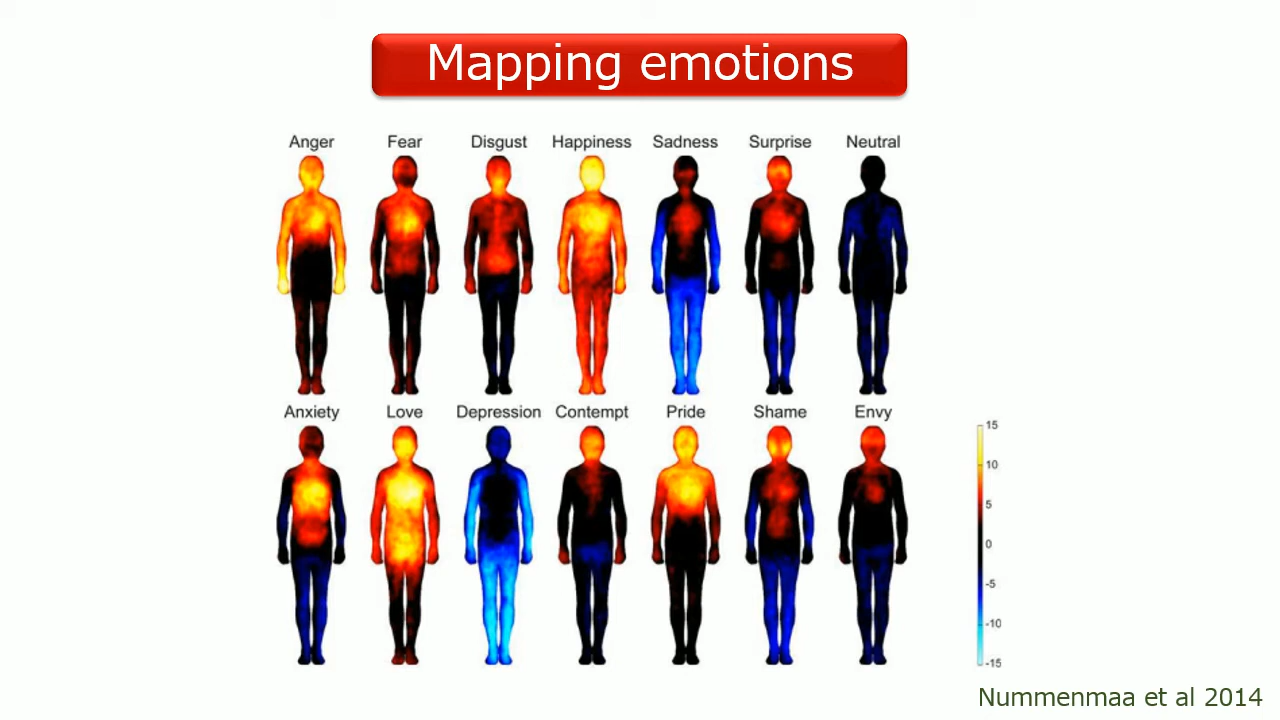 Mapping emotions
Anger Fear Disgust Happiness Sadness Surprise Neutral
Anxiety Love Depression Contempt Pride Shame Envy
15
10
5
0
-5
-10
-15
Nummenmaa et al 2014